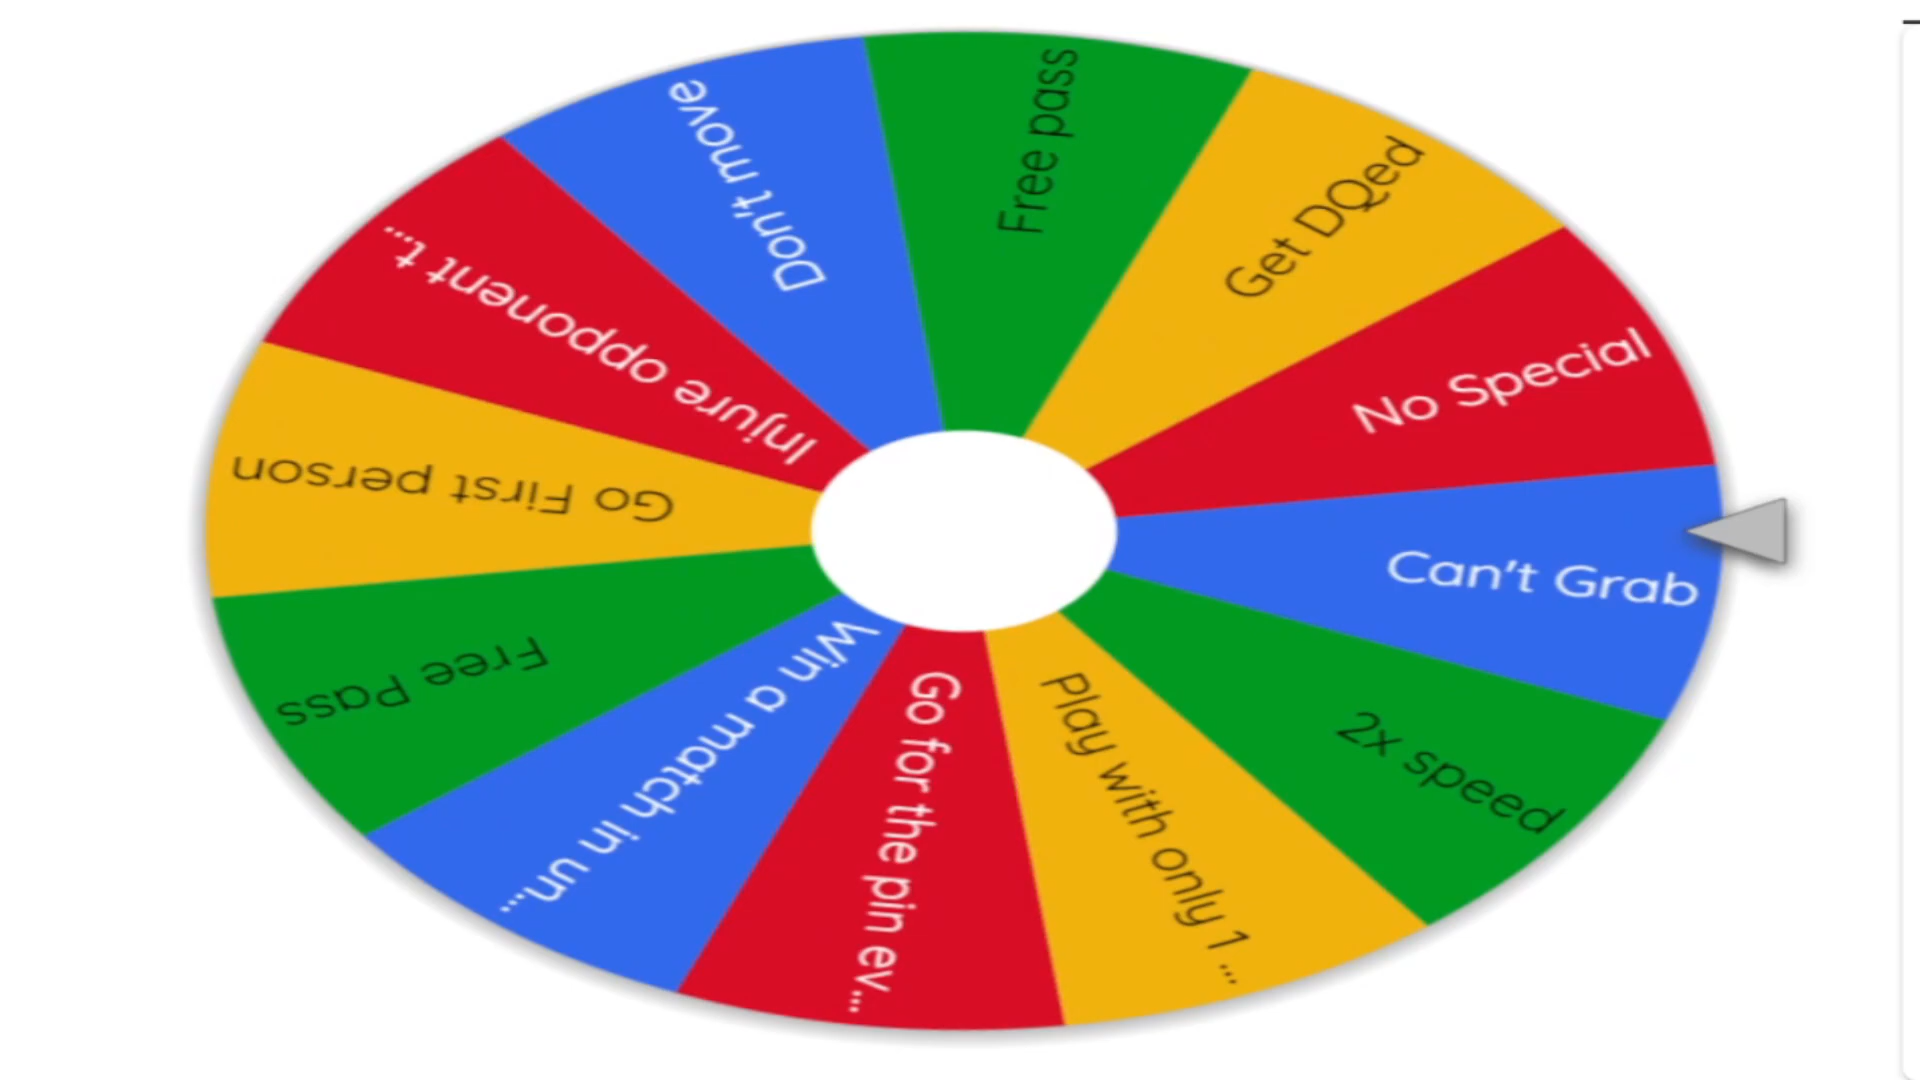 Free pass
Get DQed
No Special
Can't Grab
2x speed
Play with only 1 ...
Go for the pin ev...
Win a match in un...
Free Pass
Go First person
Injure opponent t...
Don't move